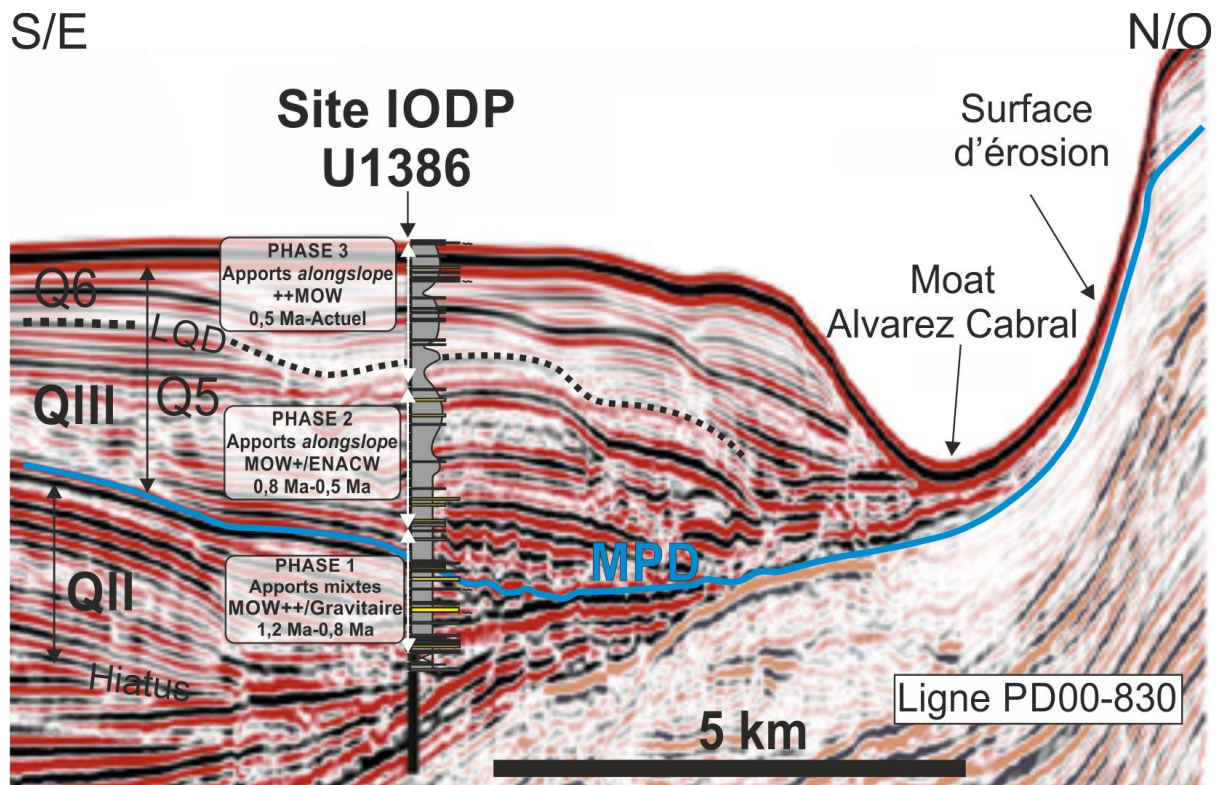 S/E
N/O
Site IODP
U1386
Surface
d'érosion
Moat
Alvarez Cabral
PHASE 3
Apports alongslope
++MOW
0,5 Ma-Actuel
Q6
LQD
Q5
QIII
PHASE 2
Apports alongslope
MOW+/ENACW
0,8 Ma-0,5 Ma
MPD
PHASE 1
Apports mixtes
MOW++/Gravitaire
1,2 Ma-0,8 Ma
QII
Hiatus
Ligne PD00-830
5 km